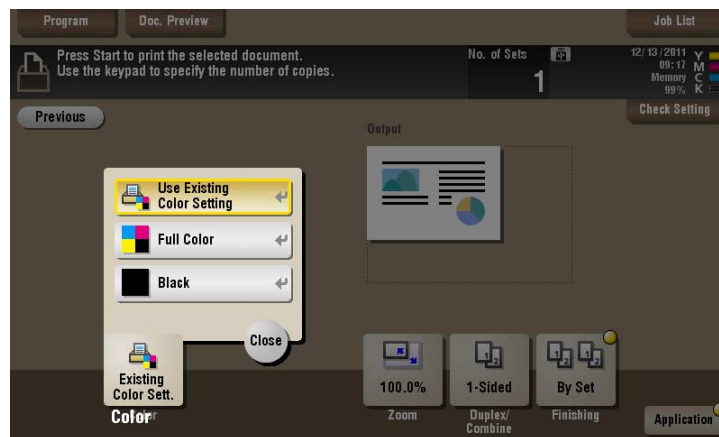 Program
Doc. Preview
Job List
Press Start to print the selected document.
Use the keypad to specify the number of copies.
No. of Sets
1
12/13/2011
09:17
Memory
99%
Y
M
C
K
Previous
Check Setting
Output
Use Existing
Color Setting
Full Color
Black
Close
Existing
Color Sett.
Color
100.0%
Zoom
1-Sided
Duplex/
Combine
By Set
Finishing
Application